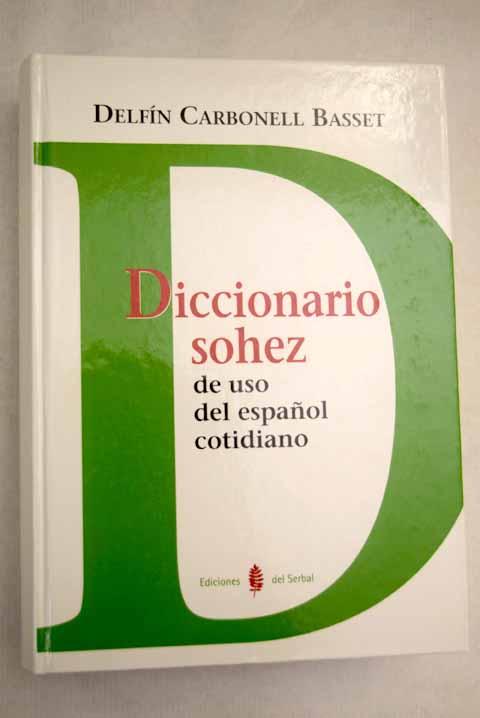 DELFÍN CARBONELL BASSET
Diccionario
sohez
de uso
del español
cotidiano
Ediciones del Serbal